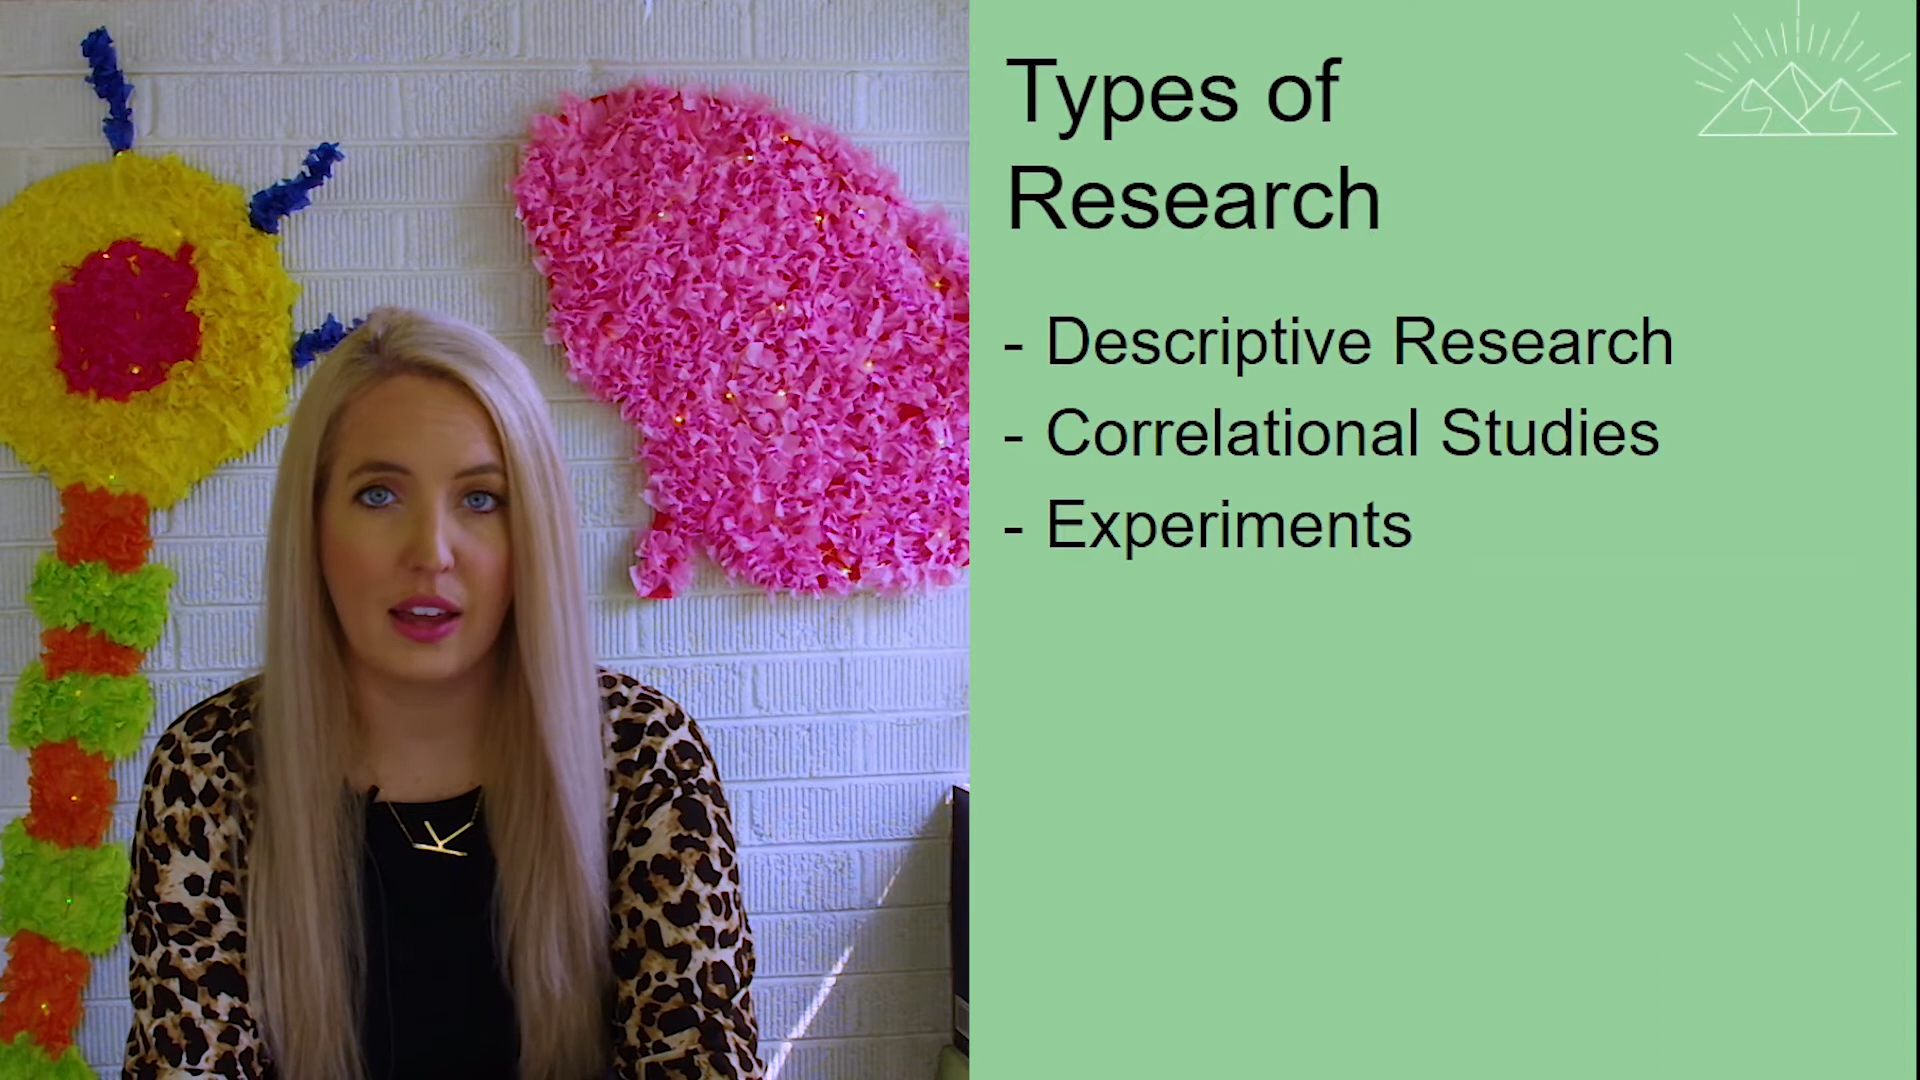 Types of
Research
- Descriptive Research
- Correlational Studies
- Experiments
K